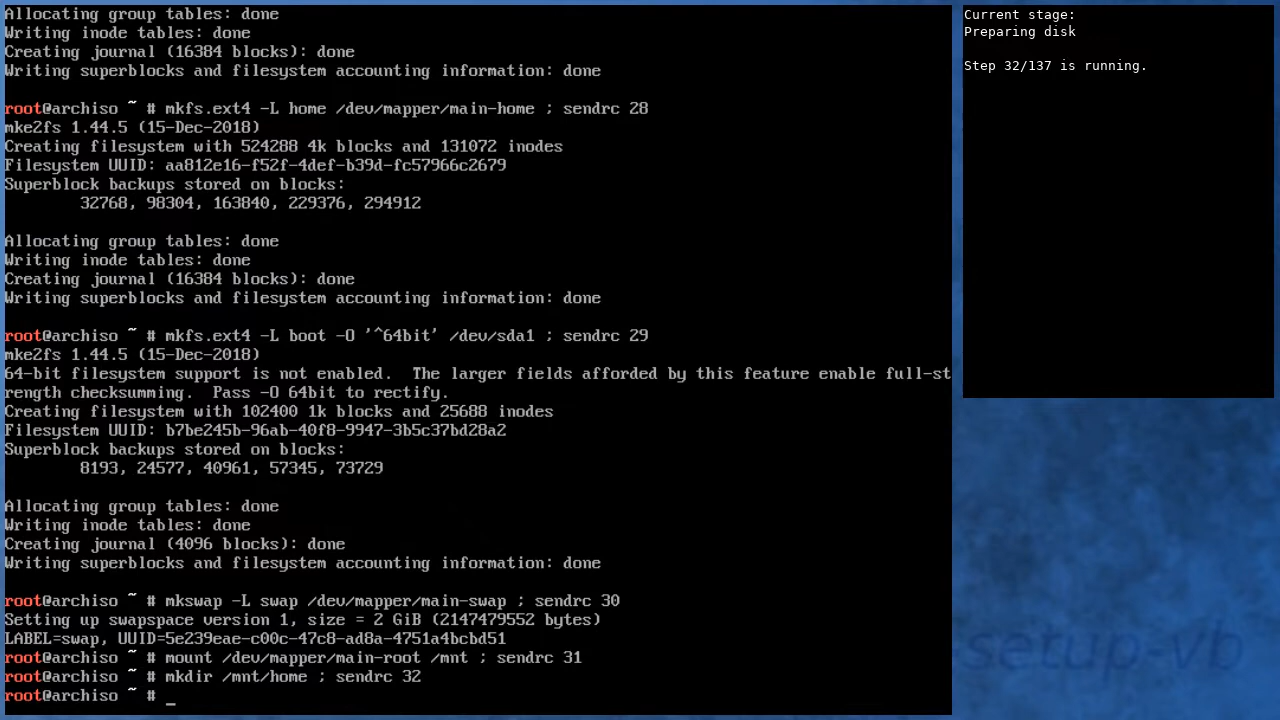 Allocating group tables: done
Writing inode tables: done
Creating journal (16384 blocks): done
Writing superblocks and filesystem accounting information: done
root@archiso ~ # mkfs.ext4 -L home /dev/mapper/main-home ; sendrc 28
mke2fs 1.44.5 (15-Dec-2018)
Creating filesystem with 524288 4k blocks and 131072 inodes
Filesystem UUID: aa812e16-f52f-4def-b39d-fc57966c2679
Superblock backups stored on blocks:
32768, 98304, 163840, 229376, 294912
Allocating group tables: done
Writing inode tables: done
Creating journal (16384 blocks): done
Writing superblocks and filesystem accounting information: done
root@archiso ~ # mkfs.ext4 -L boot -O '^64bit' /dev/sda1 ; sendrc 29
mke2fs 1.44.5 (15-Dec-2018)
64-bit filesystem support is not enabled.  The larger fields afforded by this feature enable full-st
rength checksumming.  Pass -O 64bit to rectify.
Creating filesystem with 102400 1k blocks and 25688 inodes
Filesystem UUID: b7be245b-96ab-40f8-9947-3b5c37bd28a2
Superblock backups stored on blocks:
8193, 24577, 40961, 57345, 73729
Allocating group tables: done
Writing inode tables: done
Creating journal (4096 blocks): done
Writing superblocks and filesystem accounting information: done
root@archiso ~ # mkswap -L swap /dev/mapper/main-swap ; sendrc 30
Setting up swapspace version 1, size = 2 GiB (2147479552 bytes)
LABEL=swap, UUID=5e239eae-c00c-47c8-ad8a-4751a4bcbd51
root@archiso ~ # mount /dev/mapper/main-root /mnt ; sendrc 31
root@archiso ~ # mkdir /mnt/home ; sendrc 32
root@archiso ~ # _
Current stage:
Preparing disk
Step 32/137 is running.
setup-vb